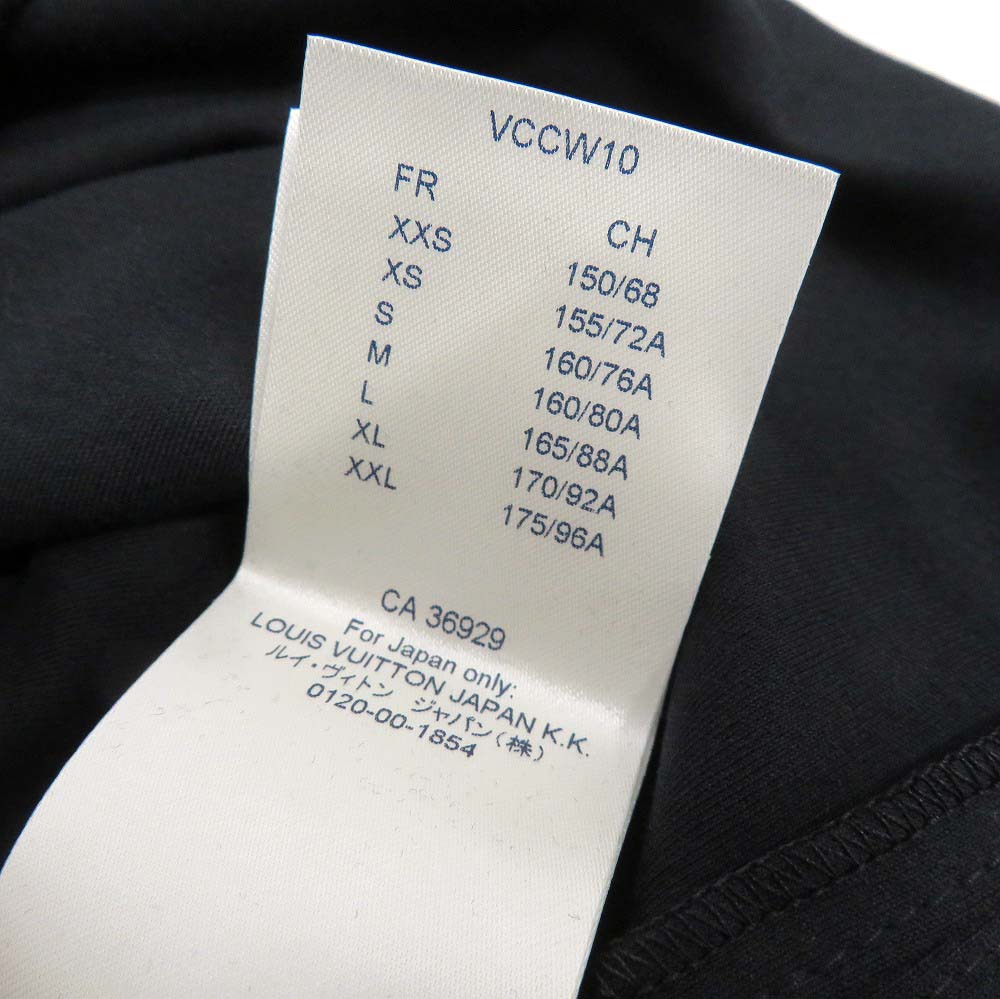 VCCW10
FR CH
XXS 150/68
XS 155/72A
S 160/76A
M 160/80A
L 165/88A
XL 170/92A
XXL 175/96A
CA 36929
For Japan only:
LOUIS VUITTON JAPAN K.K.
ルイ・ヴィトン ジャパン(株)
0120-00-1854